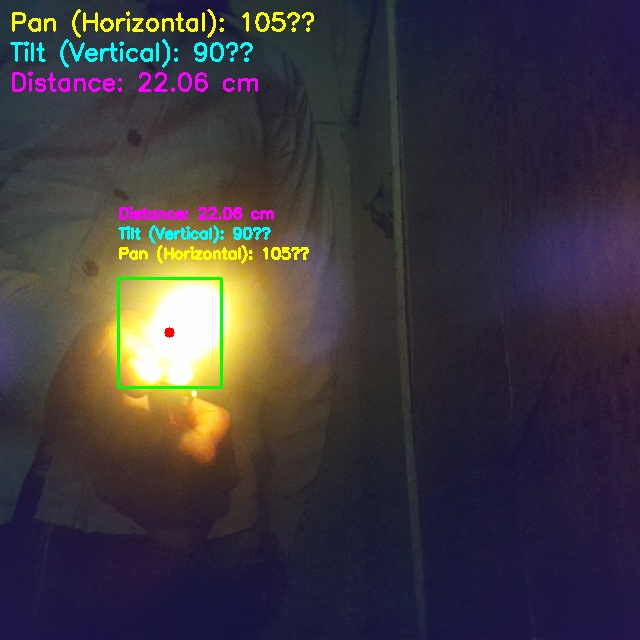 Pan (Horizontal): 105??
Tilt (Vertical): 90??
Distance: 22.06 cm
Distance: 22.06 cm
Tilt (Vertical): 90??
Pan (Horizontal): 105??